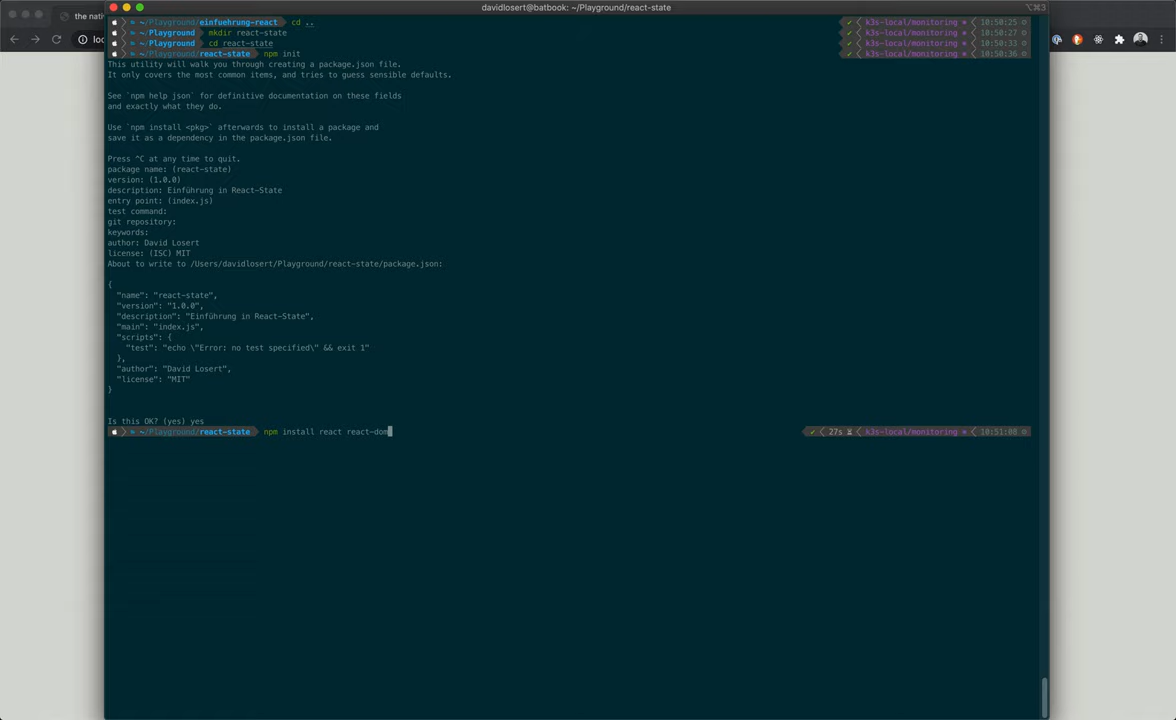 davidlosert@batbook: ~/Playground/react-state
⌥⌘3
the nati
loc
~/Playground/einfuehrung-react cd .. ✓ k3s-local/monitoring 10:50:25
~/Playground mkdir react-state ✓ k3s-local/monitoring 10:50:27
~/Playground cd react-state ✓ k3s-local/monitoring 10:50:33
~/Playground/react-state npm init ✓ k3s-local/monitoring 10:50:36
This utility will walk you through creating a package.json file.
It only covers the most common items, and tries to guess sensible defaults.
See `npm help json` for definitive documentation on these fields
and exactly what they do.
Use `npm install <pkg>` afterwards to install a package and
save it as a dependency in the package.json file.
Press ^C at any time to quit.
package name: (react-state)
version: (1.0.0)
description: Einführung in React-State
entry point: (index.js)
test command:
git repository:
keywords:
author: David Losert
license: (ISC) MIT
About to write to /Users/davidlosert/Playground/react-state/package.json:
{
"name": "react-state",
"version": "1.0.0",
"description": "Einführung in React-State",
"main": "index.js",
"scripts": {
"test": "echo \"Error: no test specified\" && exit 1"
},
"author": "David Losert",
"license": "MIT"
}
Is this OK? (yes) yes
~/Playground/react-state npm install react react-dom ✓ 27s k3s-local/monitoring 10:51:08